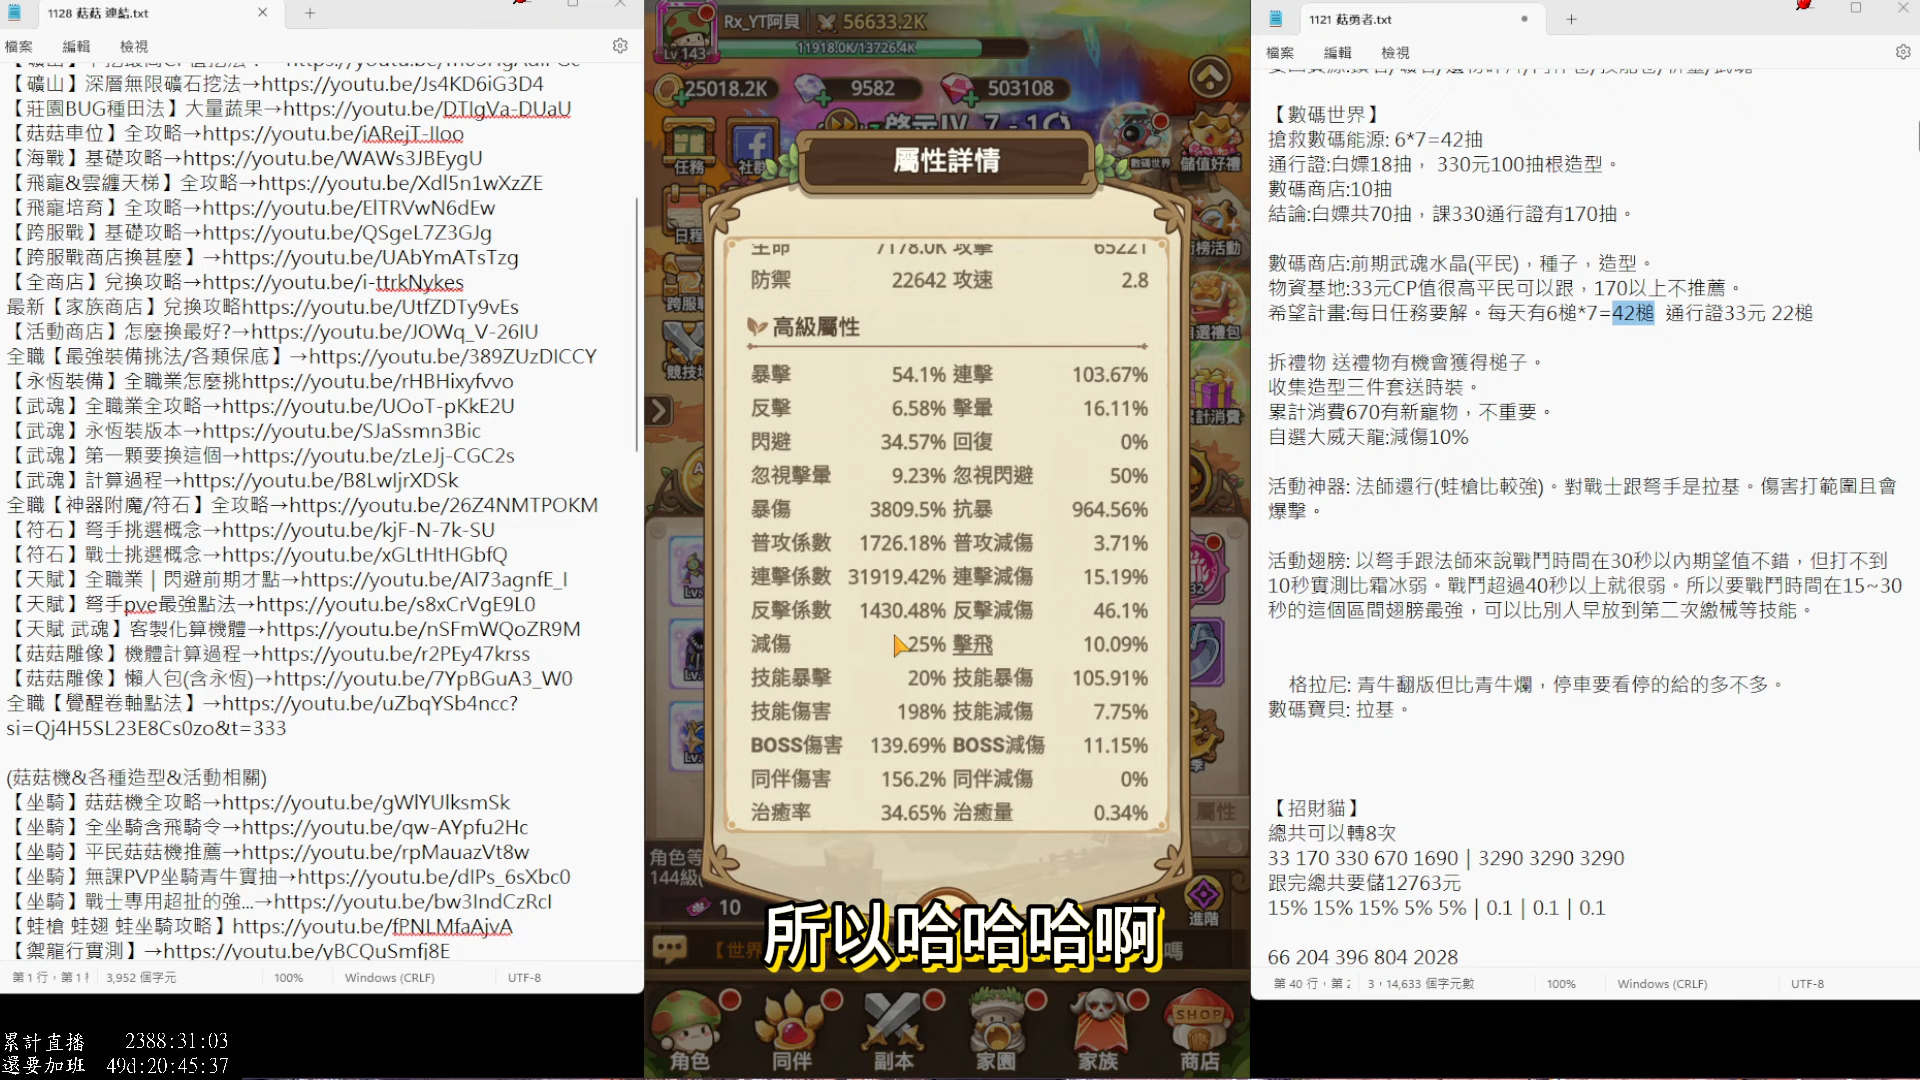 1128 菇菇 連結.txt
檔案 編輯 檢視
【礦山】深層無限礦石挖法→https://youtu.be/Js4KD6iG3D4
【莊園BUG種田法】大量蔬果→https://youtu.be/DTlgVa-DUaU
【菇菇車位】全攻略→https://youtu.be/iARejT-lIoo
【海戰】基礎攻略→https://youtu.be/WAWs3JBEygU
【飛寵&雲纏天梯】全攻略→https://youtu.be/Xdl5n1wXzZE
【飛寵培育】全攻略→https://youtu.be/ElTRVwN6dEw
【跨服戰】基礎攻略→https://youtu.be/QSgeL7Z3GJg
【跨服戰商店換甚麼】→https://youtu.be/UAbYmATsTzg
【全商店】兌換攻略→https://youtu.be/i-ttrkNykes
最新【家族商店】兌換攻略https://youtu.be/UtfZDTy9vEs
【活動商店】怎麼換最好?→https://youtu.be/JOWq_V-26IU
全職【最強裝備挑法/各類保底】→https://youtu.be/389ZUzDICCY
【永恆裝備】全職業怎麼挑https://youtu.be/rHBHixyfvvo
【武魂】全職業全攻略→https://youtu.be/UOoT-pKkE2U
【武魂】永恆裝版本→https://youtu.be/SJaSsmn3Bic
【武魂】第一顆要換這個→https://youtu.be/zLeJj-CGC2s
【武魂】計算過程→https://youtu.be/B8LwIjrXDSk
全職【神器附魔/符石】全攻略→https://youtu.be/26Z4NMTPOKM
【符石】弩手挑選概念→https://youtu.be/kjF-N-7k-SU
【符石】戰士挑選概念→https://youtu.be/xGLtHtHGbfQ
【天賦】全職業｜閃避前期才點→https://youtu.be/Al73agnfE_I
【天賦】弩手pve最強點法→https://youtu.be/s8xCrVgE9L0
【天賦 武魂】客製化算機體→https://youtu.be/nSFmWQoZR9M
【菇菇雕像】機體計算過程→https://youtu.be/r2PEy47krss
【菇菇雕像】懶人包(含永恆)→https://youtu.be/7YpBGuA3_W0
全職【覺醒卷軸點法】→https://youtu.be/uZbqYSb4ncc?
si=Qj4H5SL23E8Cs0zo&t=333
(菇菇機&各種造型&活動相關)
【坐騎】菇菇機全攻略→https://youtu.be/gWlYUlksmSk
【坐騎】全坐騎含飛騎令→https://youtu.be/qw-AYpfu2Hc
【坐騎】平民菇菇機推薦→https://youtu.be/rpMauazVt8w
【坐騎】無課PVP坐騎青牛實抽→https://youtu.be/dlPs_6sXbc0
【坐騎】戰士專用超扯的強...→https://youtu.be/bw3IndCzRcI
【蛙槍 蛙翅 蛙坐騎攻略】https://youtu.be/fPNLMfaAjvA
【禦龍行實測】→https://youtu.be/yBCQuSmfj8E
3,952 個字元 100% Windows (CRLF) UTF-8
累計直播 2388:31:03
還要加班 49d:20:45:37
Rx_YT阿貝 56633.2K
Lv 143 11918.0K/13726.4K
25018.2K 9582 503108
任務 社群 數碼世界 儲值好禮
屬性詳情
日程
生命 7178.0K 攻擊 65221
防禦 22642 攻速 2.8
高級屬性
暴擊 54.1% 連擊 103.67%
反擊 6.58% 擊暈 16.11%
閃避 34.57% 回復 0%
忽視擊暈 9.23% 忽視閃避 50%
暴傷 3809.5% 抗暴 964.56%
普攻係數 1726.18% 普攻減傷 3.71%
連擊係數 31919.42% 連擊減傷 15.19%
反擊係數 1430.48% 反擊減傷 46.1%
減傷 25% 擊飛 10.09%
技能暴擊 20% 技能暴傷 105.91%
技能傷害 198% 技能減傷 7.75%
BOSS傷害 139.69% BOSS減傷 11.15%
同伴傷害 156.2% 同伴減傷 0%
治癒率 34.65% 治癒量 0.34%
屬性
角色等
144級(
10 進階
所以哈哈哈啊
【世界 嗎
角色 同伴 副本 家園 家族 商店
SHOP
1121 菇勇者.txt
檔案 編輯 檢視
【數碼世界】
搶救數碼能源: 6*7=42抽
通行證:白嫖18抽， 330元100抽根造型。
數碼商店:10抽
結論:白嫖共70抽，課330通行證有170抽。
數碼商店:前期武魂水晶(平民)，種子，造型。
物資基地:33元CP值很高平民可以跟，170以上不推薦。
希望計畫:每日任務要解。每天有6槌*7=42槌 通行證33元 22槌
拆禮物 送禮物有機會獲得槌子。
收集造型三件套送時裝。
累計消費670有新寵物，不重要。
自選大威天龍:減傷10%
活動神器: 法師還行(蛙槍比較強)。對戰士跟弩手是拉基。傷害打範圍且會
爆擊。
活動翅膀: 以弩手跟法師來說戰鬥時間在30秒以內期望值不錯，但打不到
10秒實測比霜冰弱。戰鬥超過40秒以上就很弱。所以要戰鬥時間在15~30
秒的這個區間翅膀最強，可以比別人早放到第二次繳械等技能。
格拉尼: 青牛翻版但比青牛爛，停車要看停的給的多不多。
數碼寶貝: 拉基。
【招財貓】
總共可以轉8次
33 170 330 670 1690 | 3290 3290 3290
跟完總共要儲12763元
15% 15% 15% 5% 5% | 0.1 | 0.1 | 0.1
66 204 396 804 2028
14,633 個字元數 100% Windows (CRLF) UTF-8